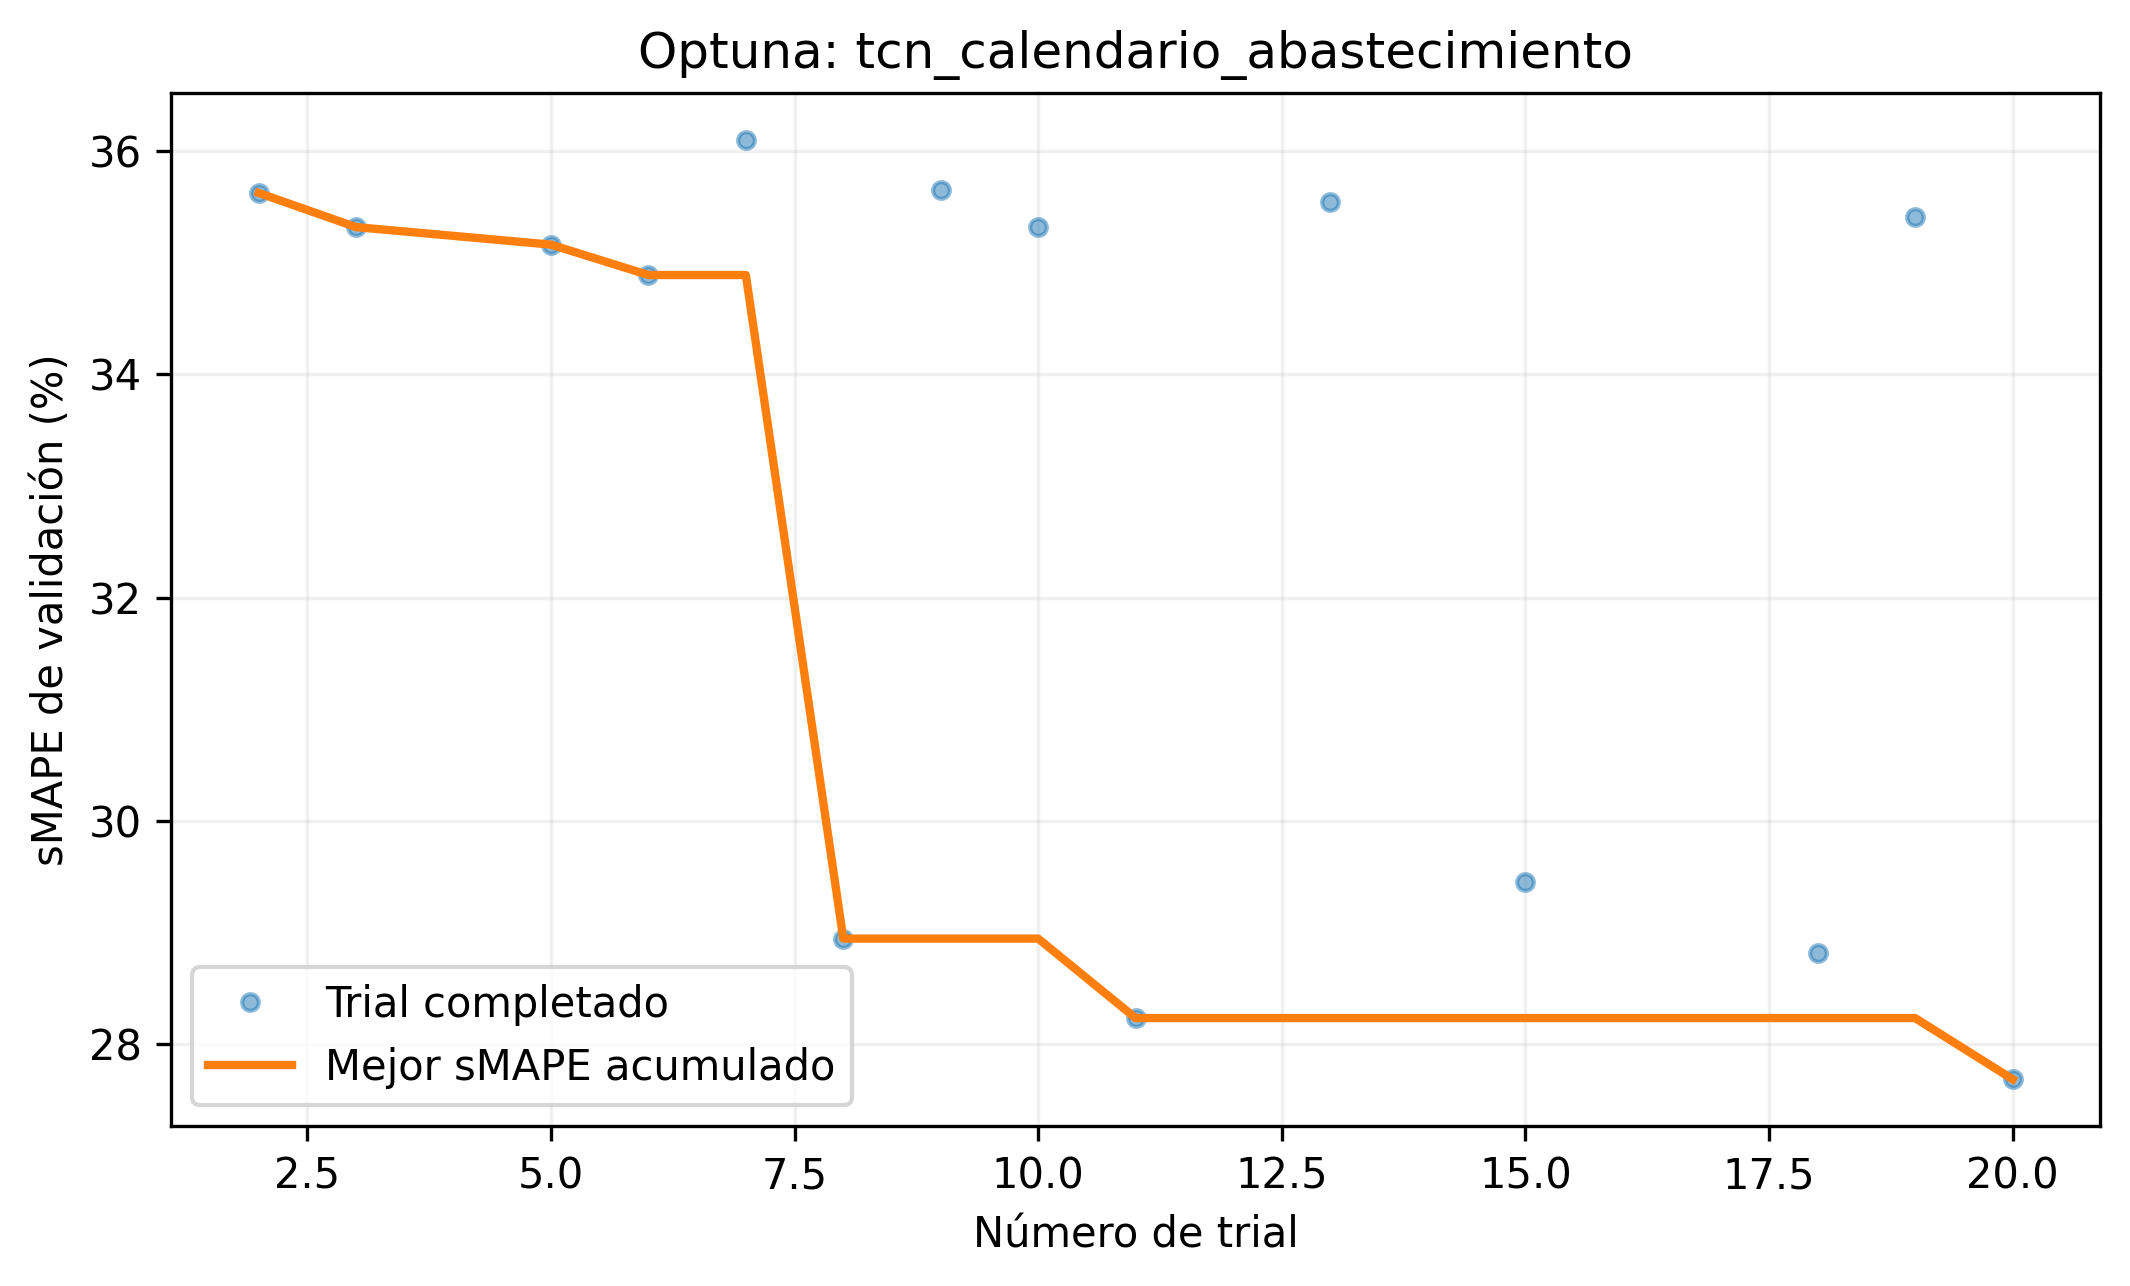 Optuna: tcn_calendario_abastecimiento
sMAPE de validación (%)
36
34
32
30
28
Trial completado
Mejor sMAPE acumulado
2.5 5.0 7.5 10.0 12.5 15.0 17.5 20.0
Número de trial